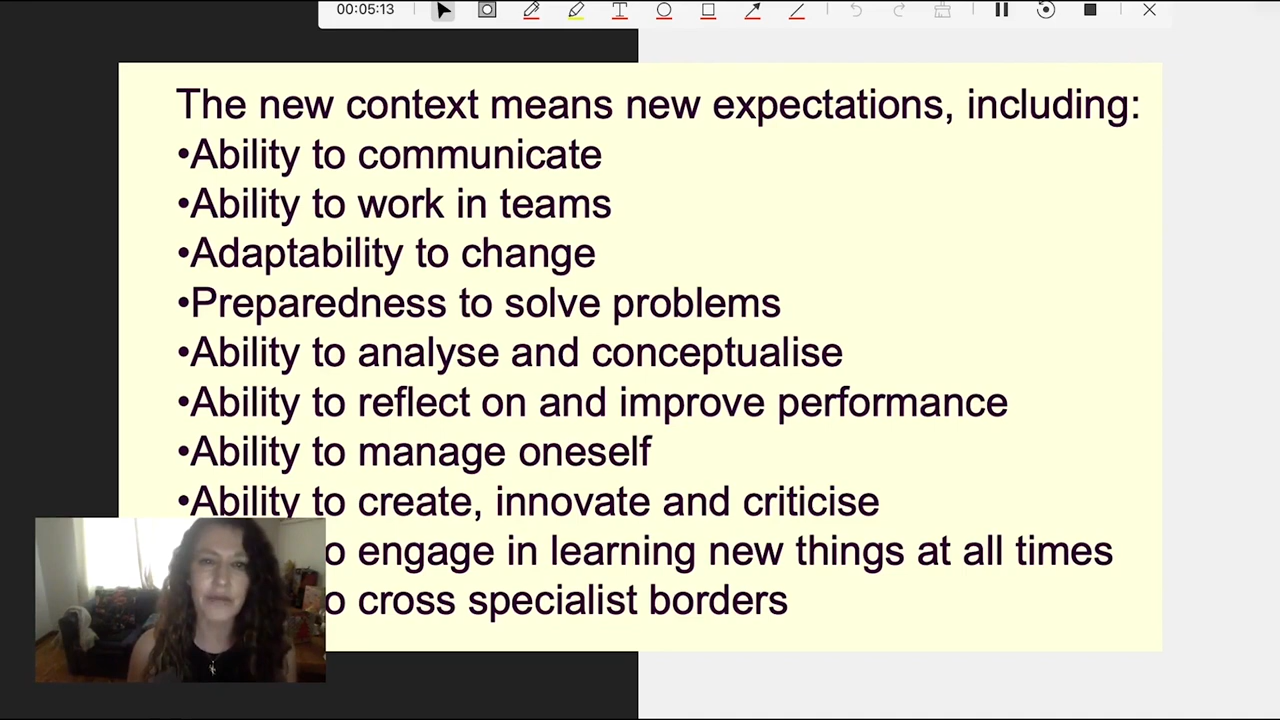 00:05:13
The new context means new expectations, including:
•Ability to communicate
•Ability to work in teams
•Adaptability to change
•Preparedness to solve problems
•Ability to analyse and conceptualise
•Ability to reflect on and improve performance
•Ability to manage oneself
•Ability to create, innovate and criticise
engage in learning new things at all times
cross specialist borders